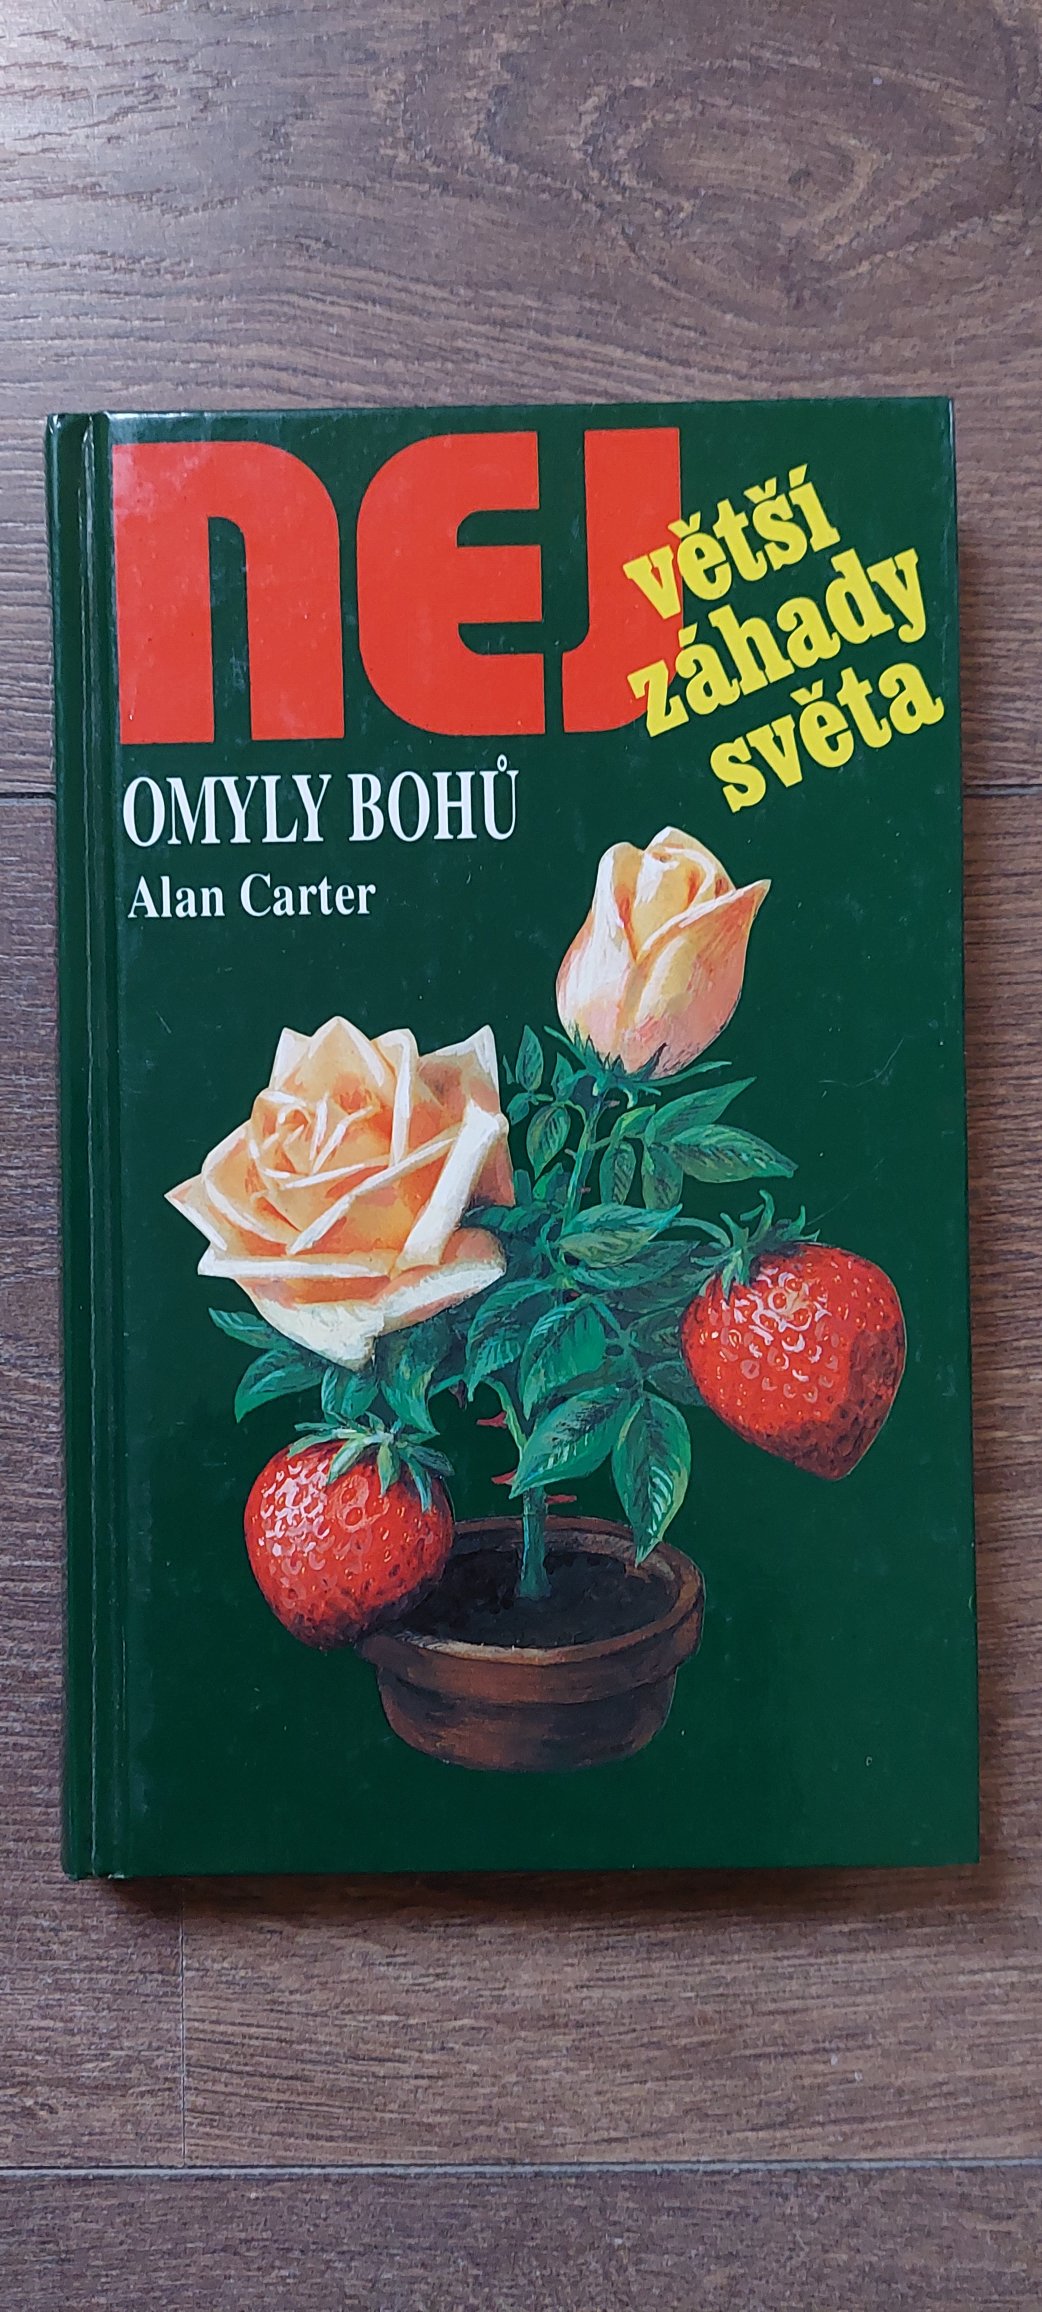 NEJ
větší
záhady
světa
OMYLY BOHŮ
Alan Carter